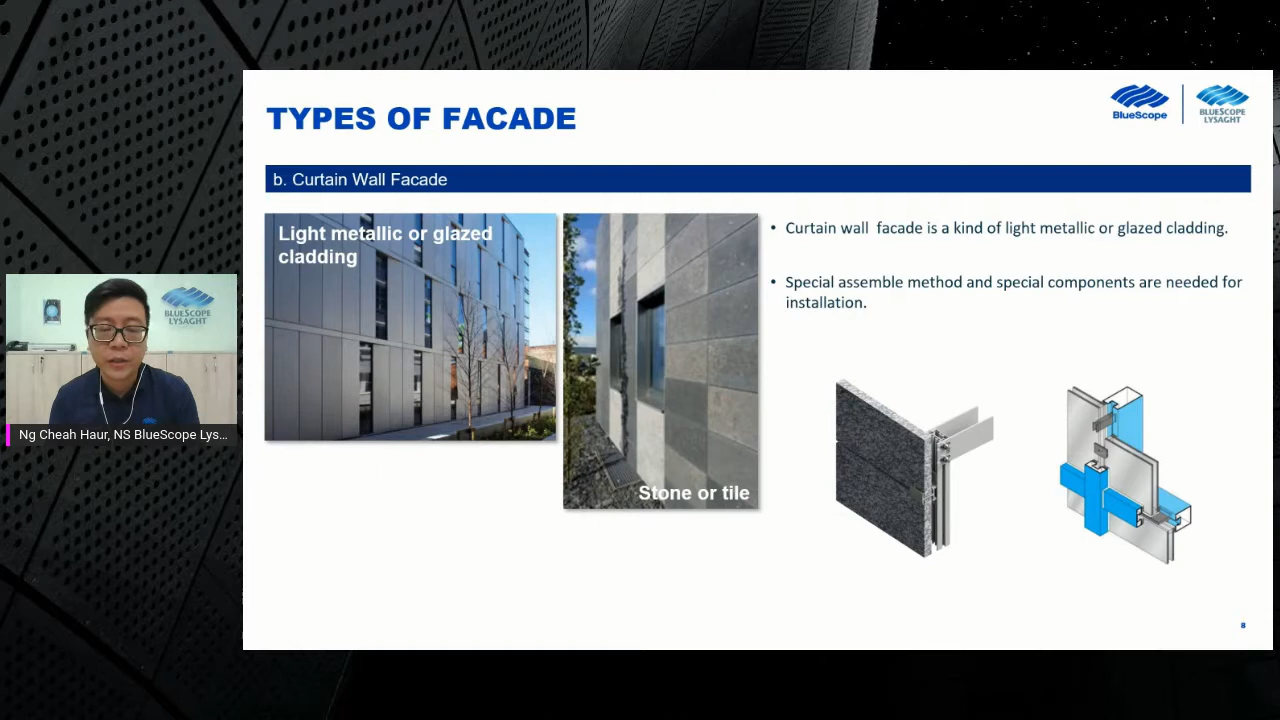 TYPES OF FACADE
BlueScope
BLUESCOPE
LYSAGHT
b. Curtain Wall Facade
Light metallic or glazed
cladding
Stone or tile
• Curtain wall  facade is a kind of light metallic or glazed cladding.
• Special assemble method and special components are needed for
installation.
BLUESCOPE
LYSAGHT
Ng Cheah Haur, NS BlueScope Lys...
8